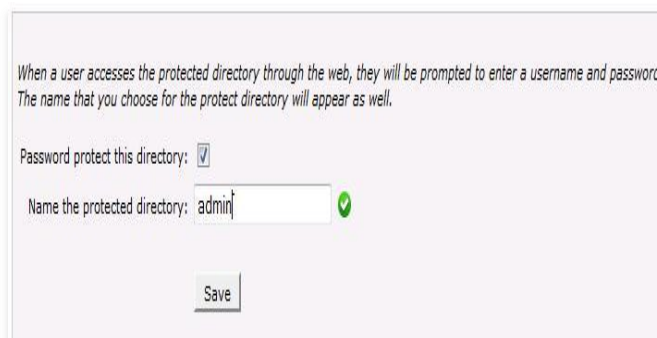 When a user accesses the protected directory through the web, they will be prompted to enter a username and password
The name that you choose for the protect directory will appear as well.
Password protect this directory:
Name the protected directory: admin
Save